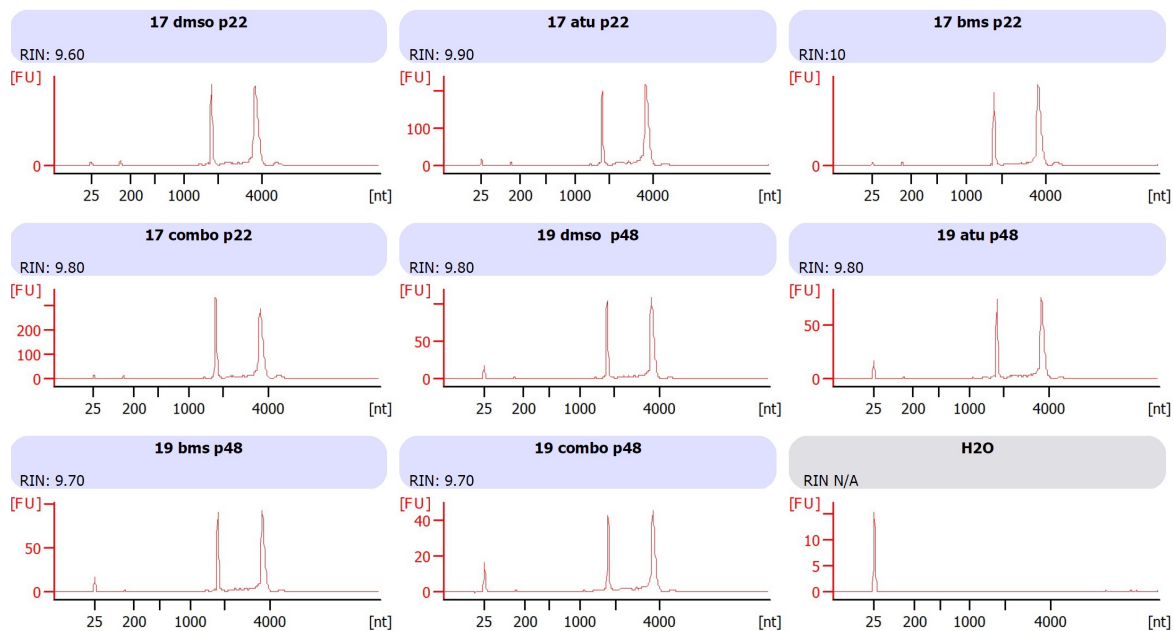 17 dmso p22
RIN: 9.60
[FU]
0
25 200 1000 4000 [nt]
17 atu p22
RIN: 9.90
[FU]
100
0
25 200 1000 4000 [nt]
17 bms p22
RIN:10
[FU]
0
25 200 1000 4000 [nt]
17 combo p22
RIN: 9.80
[FU]
200
100
0
25 200 1000 4000 [nt]
19 dmso  p48
RIN: 9.80
[FU]
50
0
25 200 1000 4000 [nt]
19 atu p48
RIN: 9.80
[FU]
50
0
25 200 1000 4000 [nt]
19 bms p48
RIN: 9.70
[FU]
50
0
25 200 1000 4000 [nt]
19 combo p48
RIN: 9.70
[FU]
40
20
0
25 200 1000 4000 [nt]
H2O
RIN N/A
[FU]
10
5
0
25 200 1000 4000 [nt]